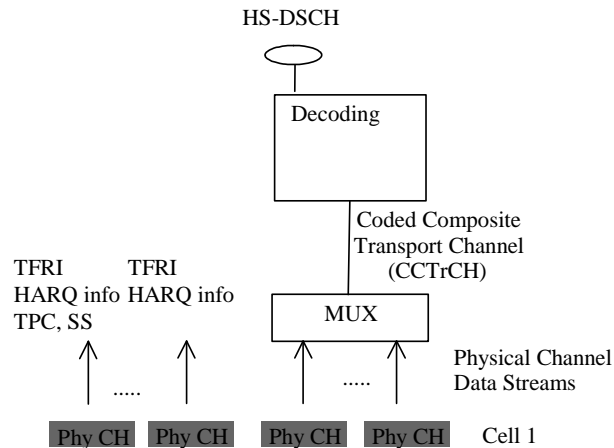 HS-DSCH
Decoding
Coded Composite
Transport Channel
(CCTrCH)
TFRI
HARQ info
TPC, SS
TFRI
HARQ info
MUX
Physical Channel
Data Streams
.....
.....
Phy CH
Phy CH
Phy CH
Phy CH
Cell 1